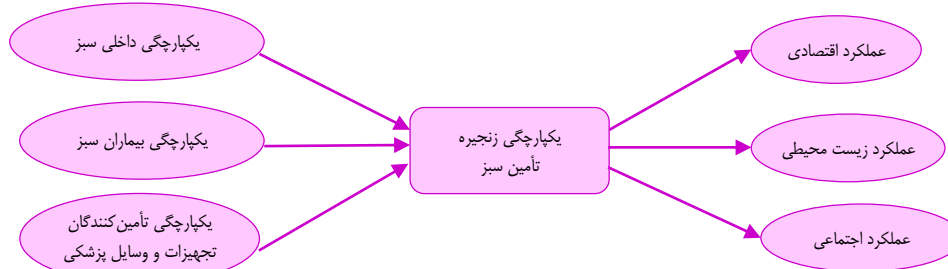 یکپارچگی داخلی سبز
یکپارچگی بیماران سبز
یکپارچگی تأمین‌کنندگان
تجهیزات و وسایل پزشکی
یکپارچگی زنجیره
تأمین سبز
عملکرد اقتصادی
عملکرد زیست محیطی
عملکرد اجتماعی